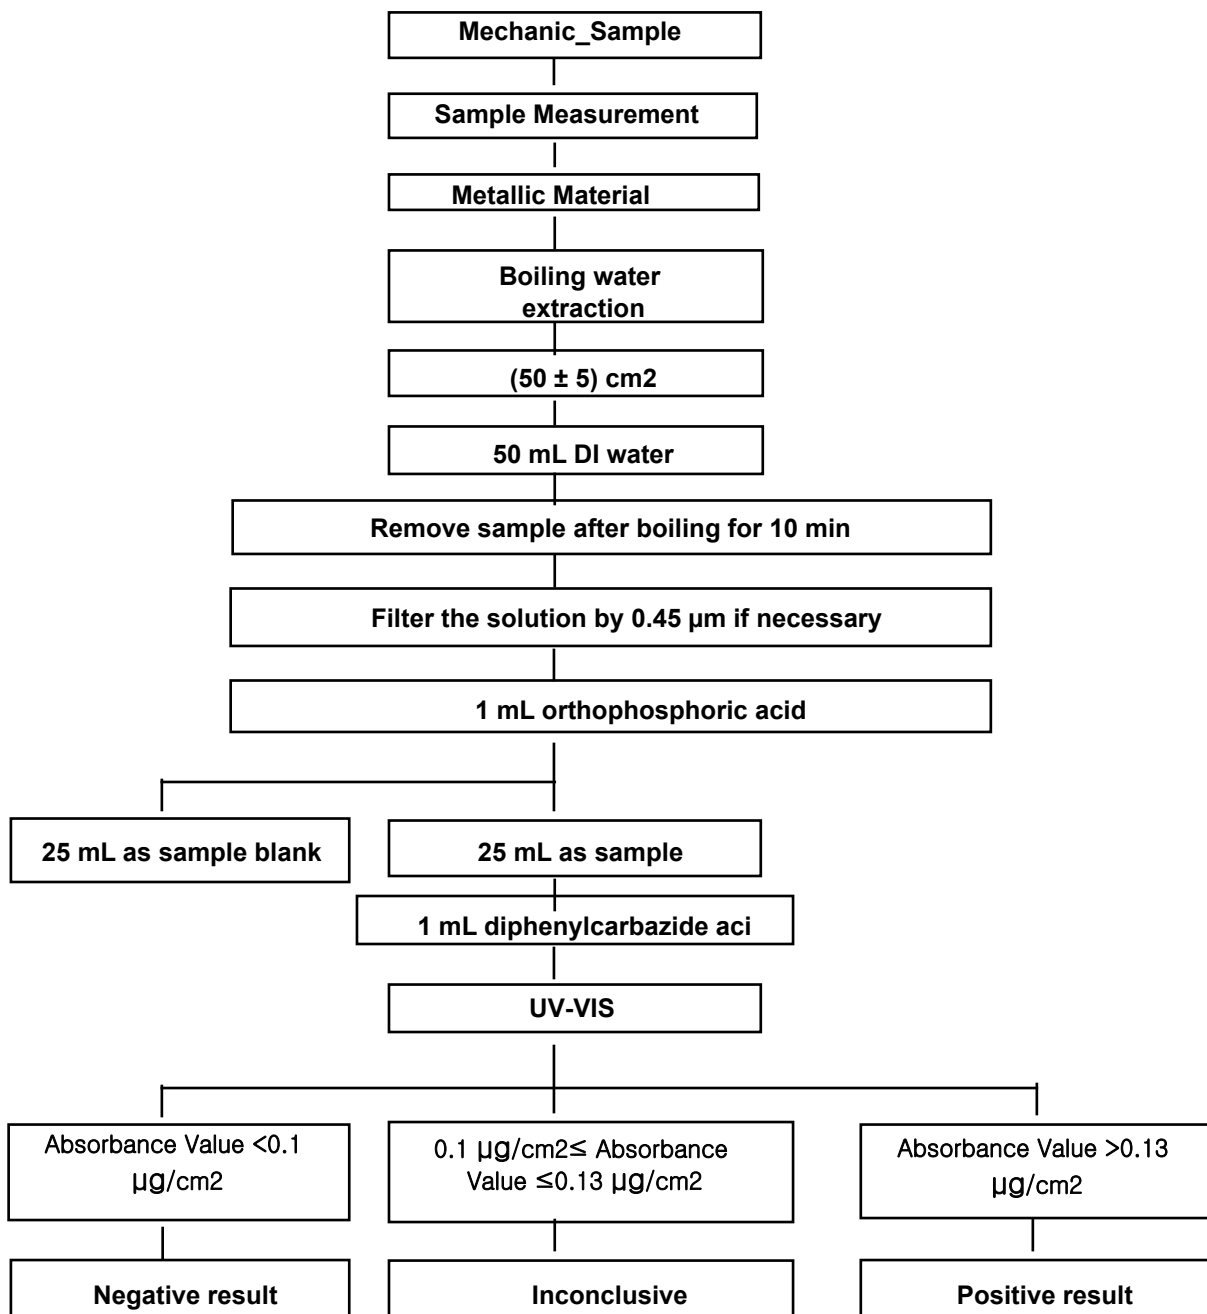 Mechanic_Sample
Sample Measurement
Metallic Material
Boiling water
extraction
(50 ± 5) cm2
50 mL DI water
Remove sample after boiling for 10 min
Filter the solution by 0.45 µm if necessary
1 mL orthophosphoric acid
25 mL as sample blank
25 mL as sample
1 mL diphenylcarbazide aci
UV-VIS
Absorbance Value <0.1
µg/cm2
0.1 µg/cm2≤ Absorbance
Value ≤0.13 µg/cm2
Absorbance Value >0.13
µg/cm2
Negative result
Inconclusive
Positive result